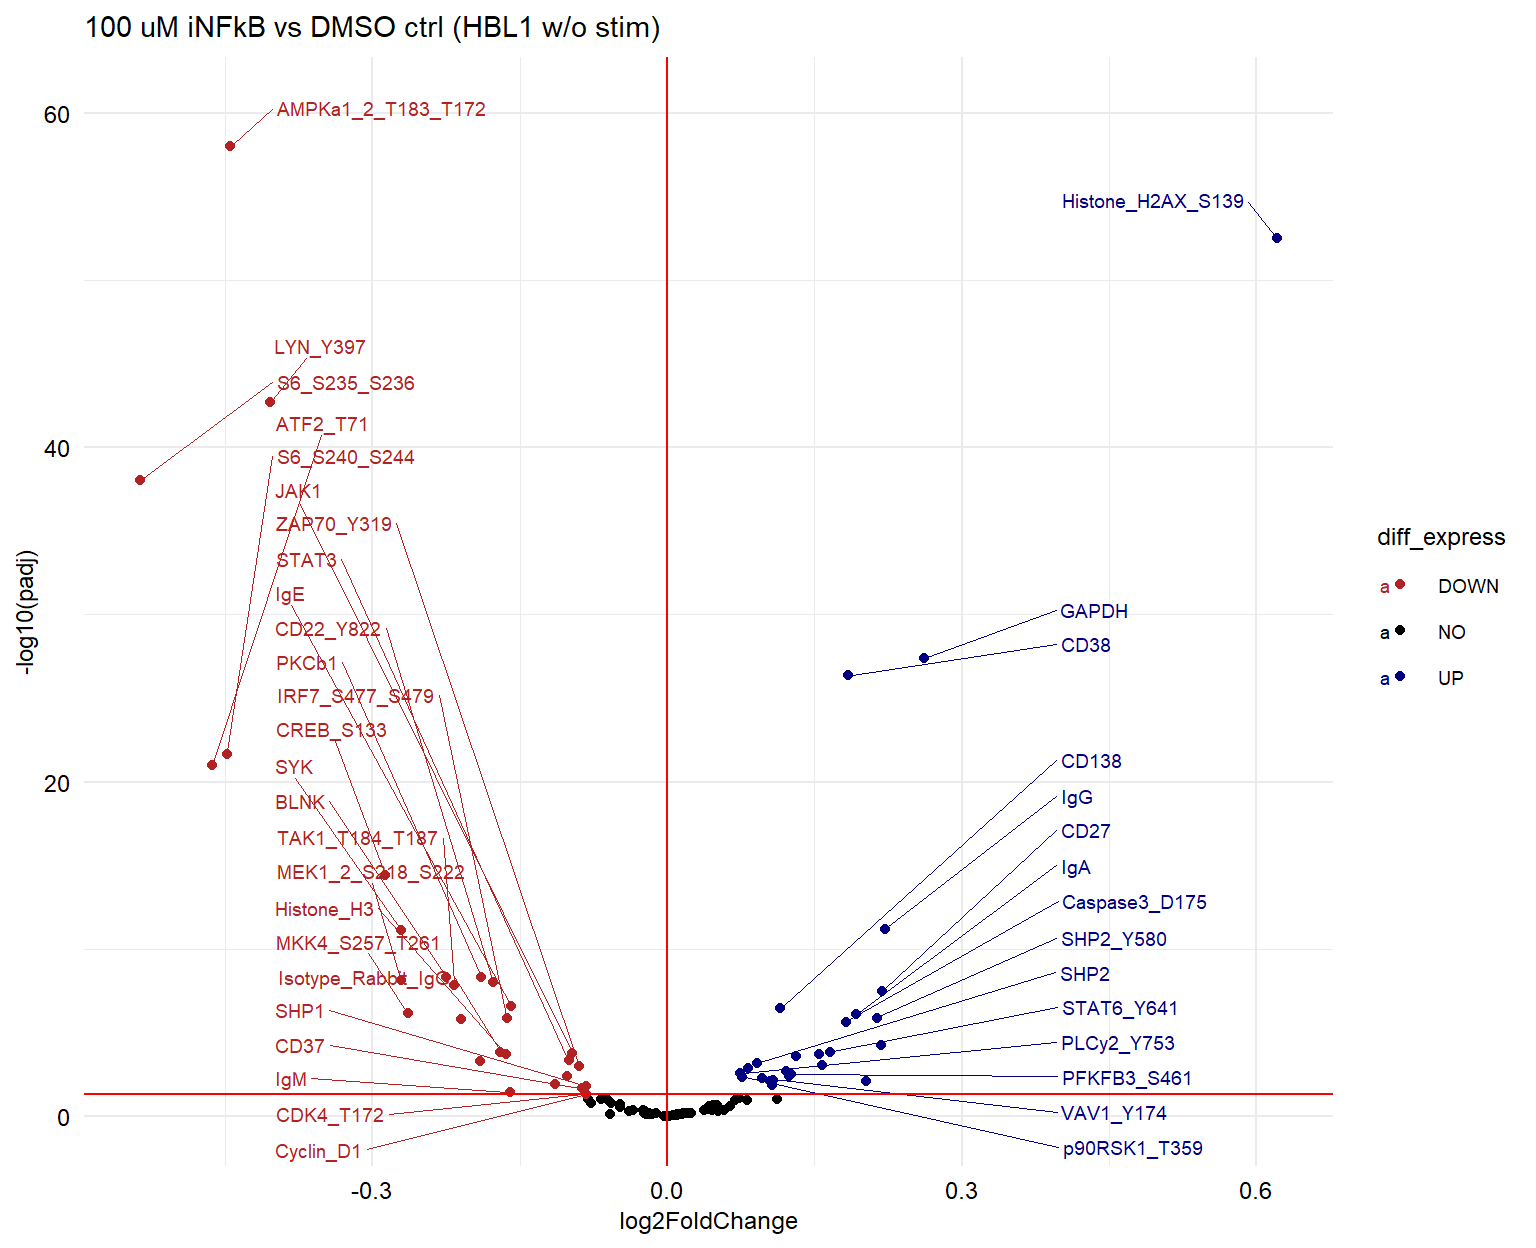 100 uM iNFkB vs DMSO ctrl (HBL1 w/o stim)
60
40
20
0
-log10(padj)
AMPKa1_2_T183_T172
LYN_Y397
S6_S235_S236
ATF2_T71
S6_S240_S244
JAK1
ZAP70_Y319
STAT3
IgE
CD22_Y822
PKCb1
IRF7_S477_S479
CREB_S133
SYK
BLNK
TAK1_T184_T187
MEK1_2_S218_S222
Histone_H3
MKK4_S257_T261
Isotype_Rabbit_IgG
SHP1
CD37
IgM
CDK4_T172
Cyclin_D1
Histone_H2AX_S139
GAPDH
CD38
CD138
IgG
CD27
IgA
Caspase3_D175
SHP2_Y580
SHP2
STAT6_Y641
PLCy2_Y753
PFKFB3_S461
VAV1_Y174
p90RSK1_T359
-0.3
0.0
0.3
0.6
log2FoldChange
diff_express
a DOWN
a NO
a UP